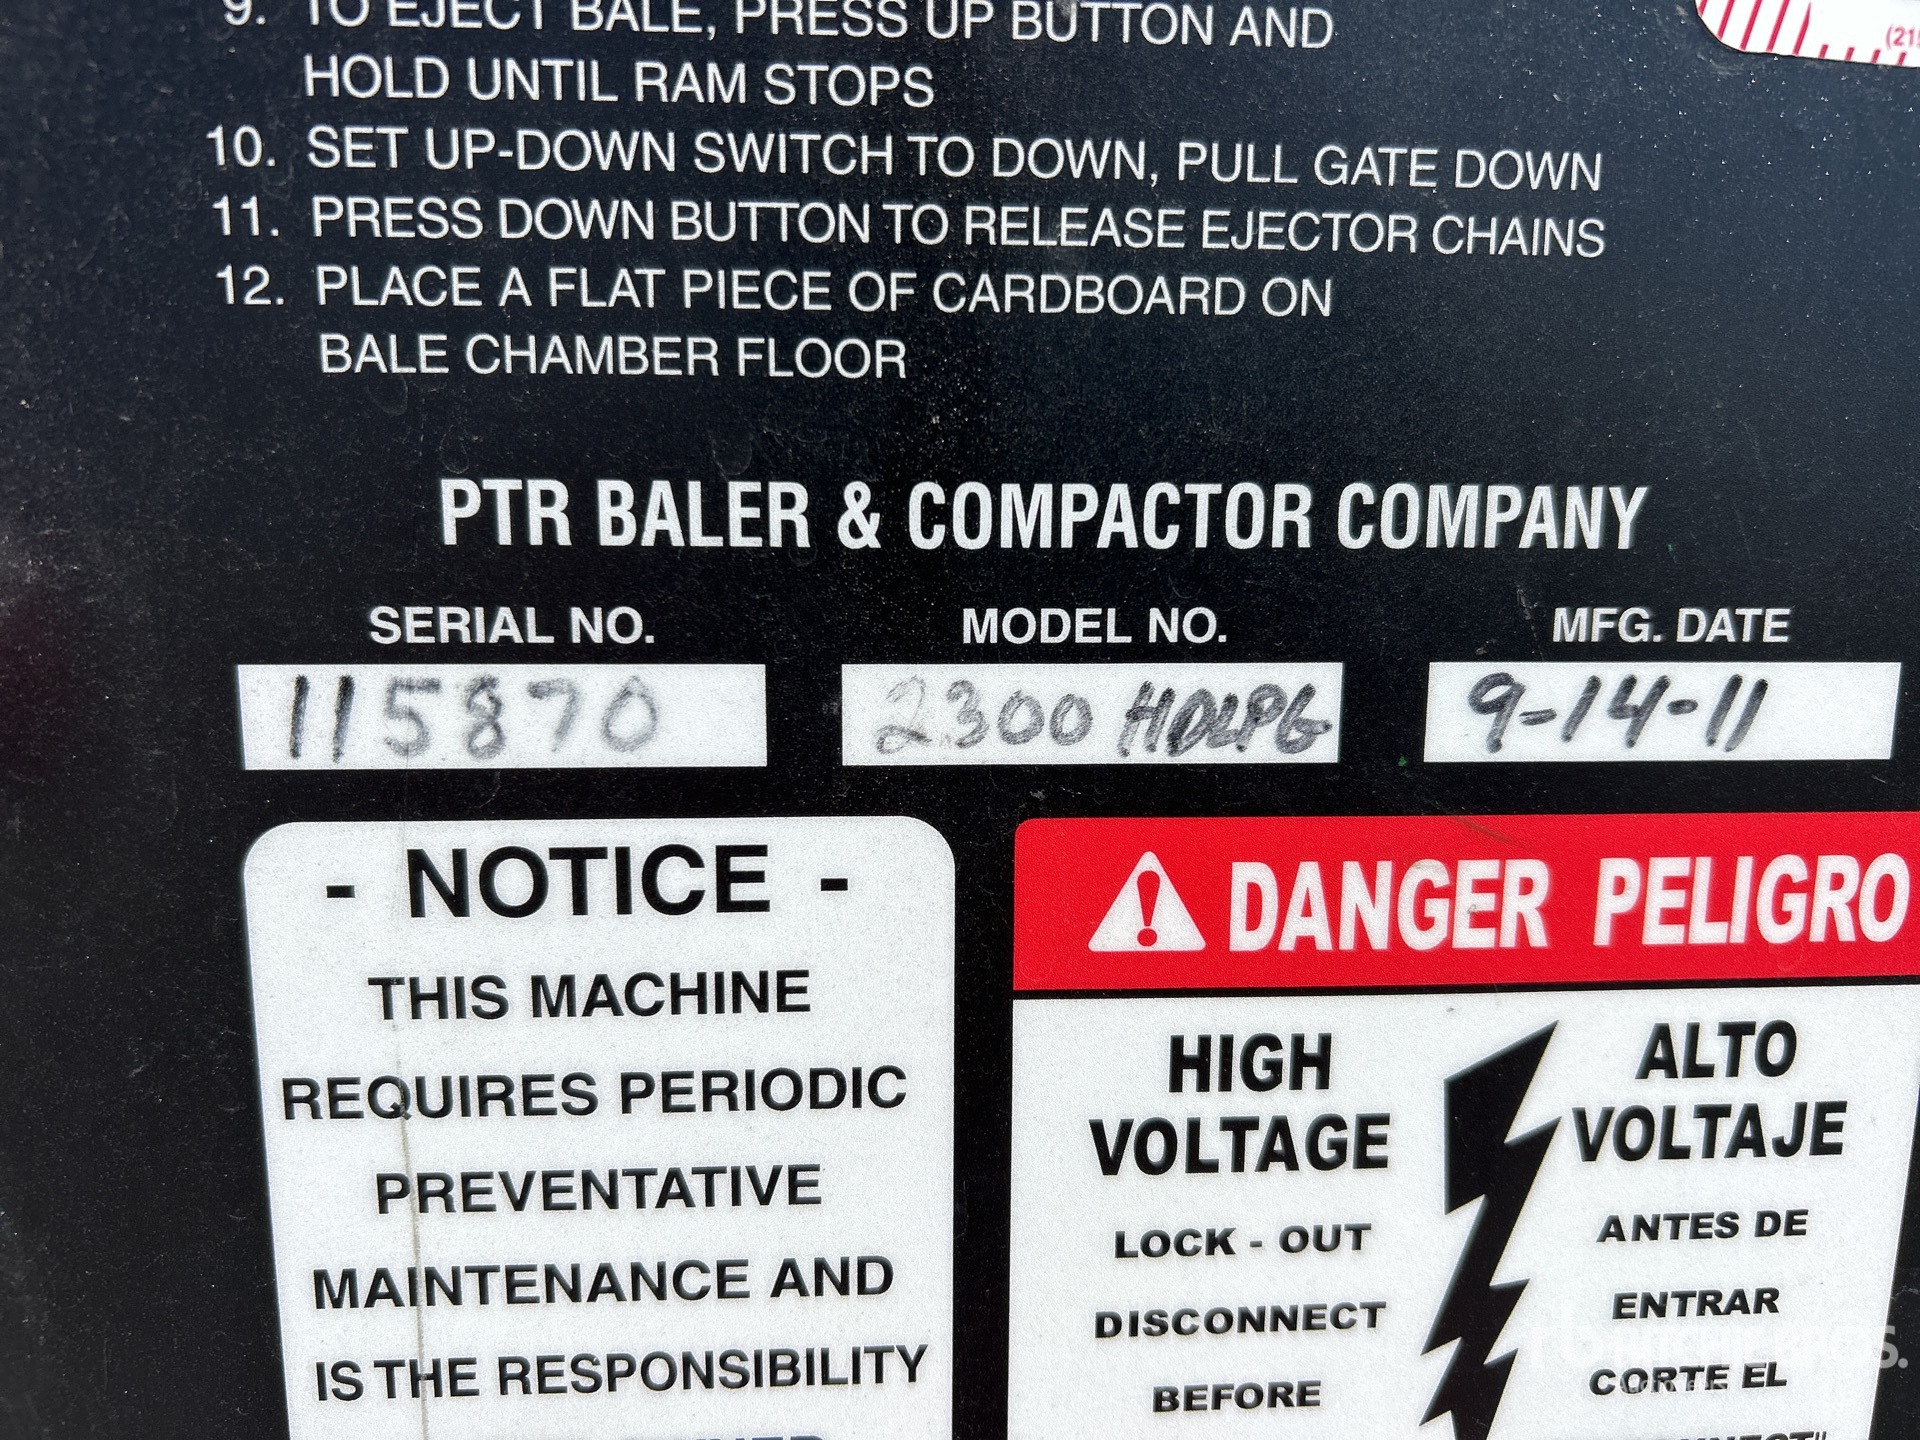 9. TO EJECT BALE, PRESS UP BUTTON AND
HOLD UNTIL RAM STOPS
10. SET UP-DOWN SWITCH TO DOWN, PULL GATE DOWN
11. PRESS DOWN BUTTON TO RELEASE EJECTOR CHAINS
12. PLACE A FLAT PIECE OF CARDBOARD ON
BALE CHAMBER FLOOR
PTR BALER & COMPACTOR COMPANY
SERIAL NO. MODEL NO. MFG. DATE
115870 2300 HDLPG 9-14-11
- NOTICE -
THIS MACHINE
REQUIRES PERIODIC
PREVENTATIVE
MAINTENANCE AND
IS THE RESPONSIBILITY
DANGER PELIGRO
HIGH
VOLTAGE
LOCK - OUT
DISCONNECT
BEFORE
ALTO
VOLTAJE
ANTES DE
ENTRAR
CORTE EL